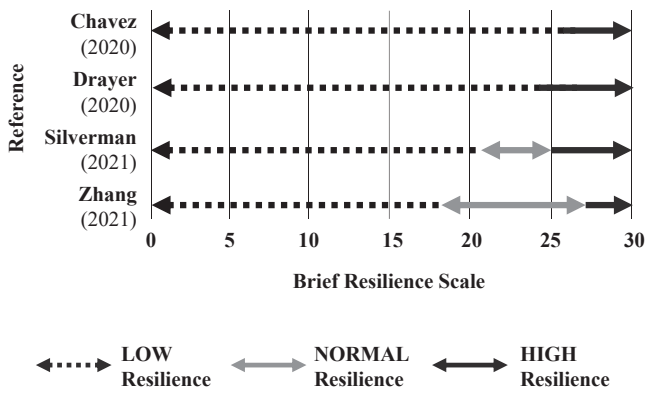 Reference
Chavez
(2020)
Drayer
(2020)
Silverman
(2021)
Zhang
(2021)
0 5 10 15 20 25 30
Brief Resilience Scale
LOW
Resilience
NORMAL
Resilience
HIGH
Resilience